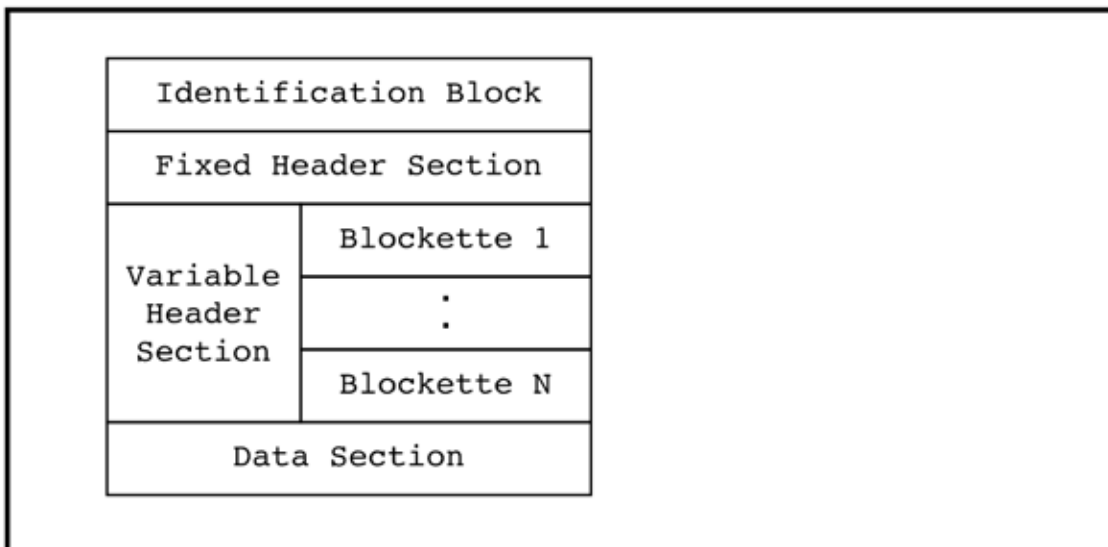 Identification Block
Fixed Header Section
Variable
Header
Section
Blockette 1
:
Blockette N
Data Section